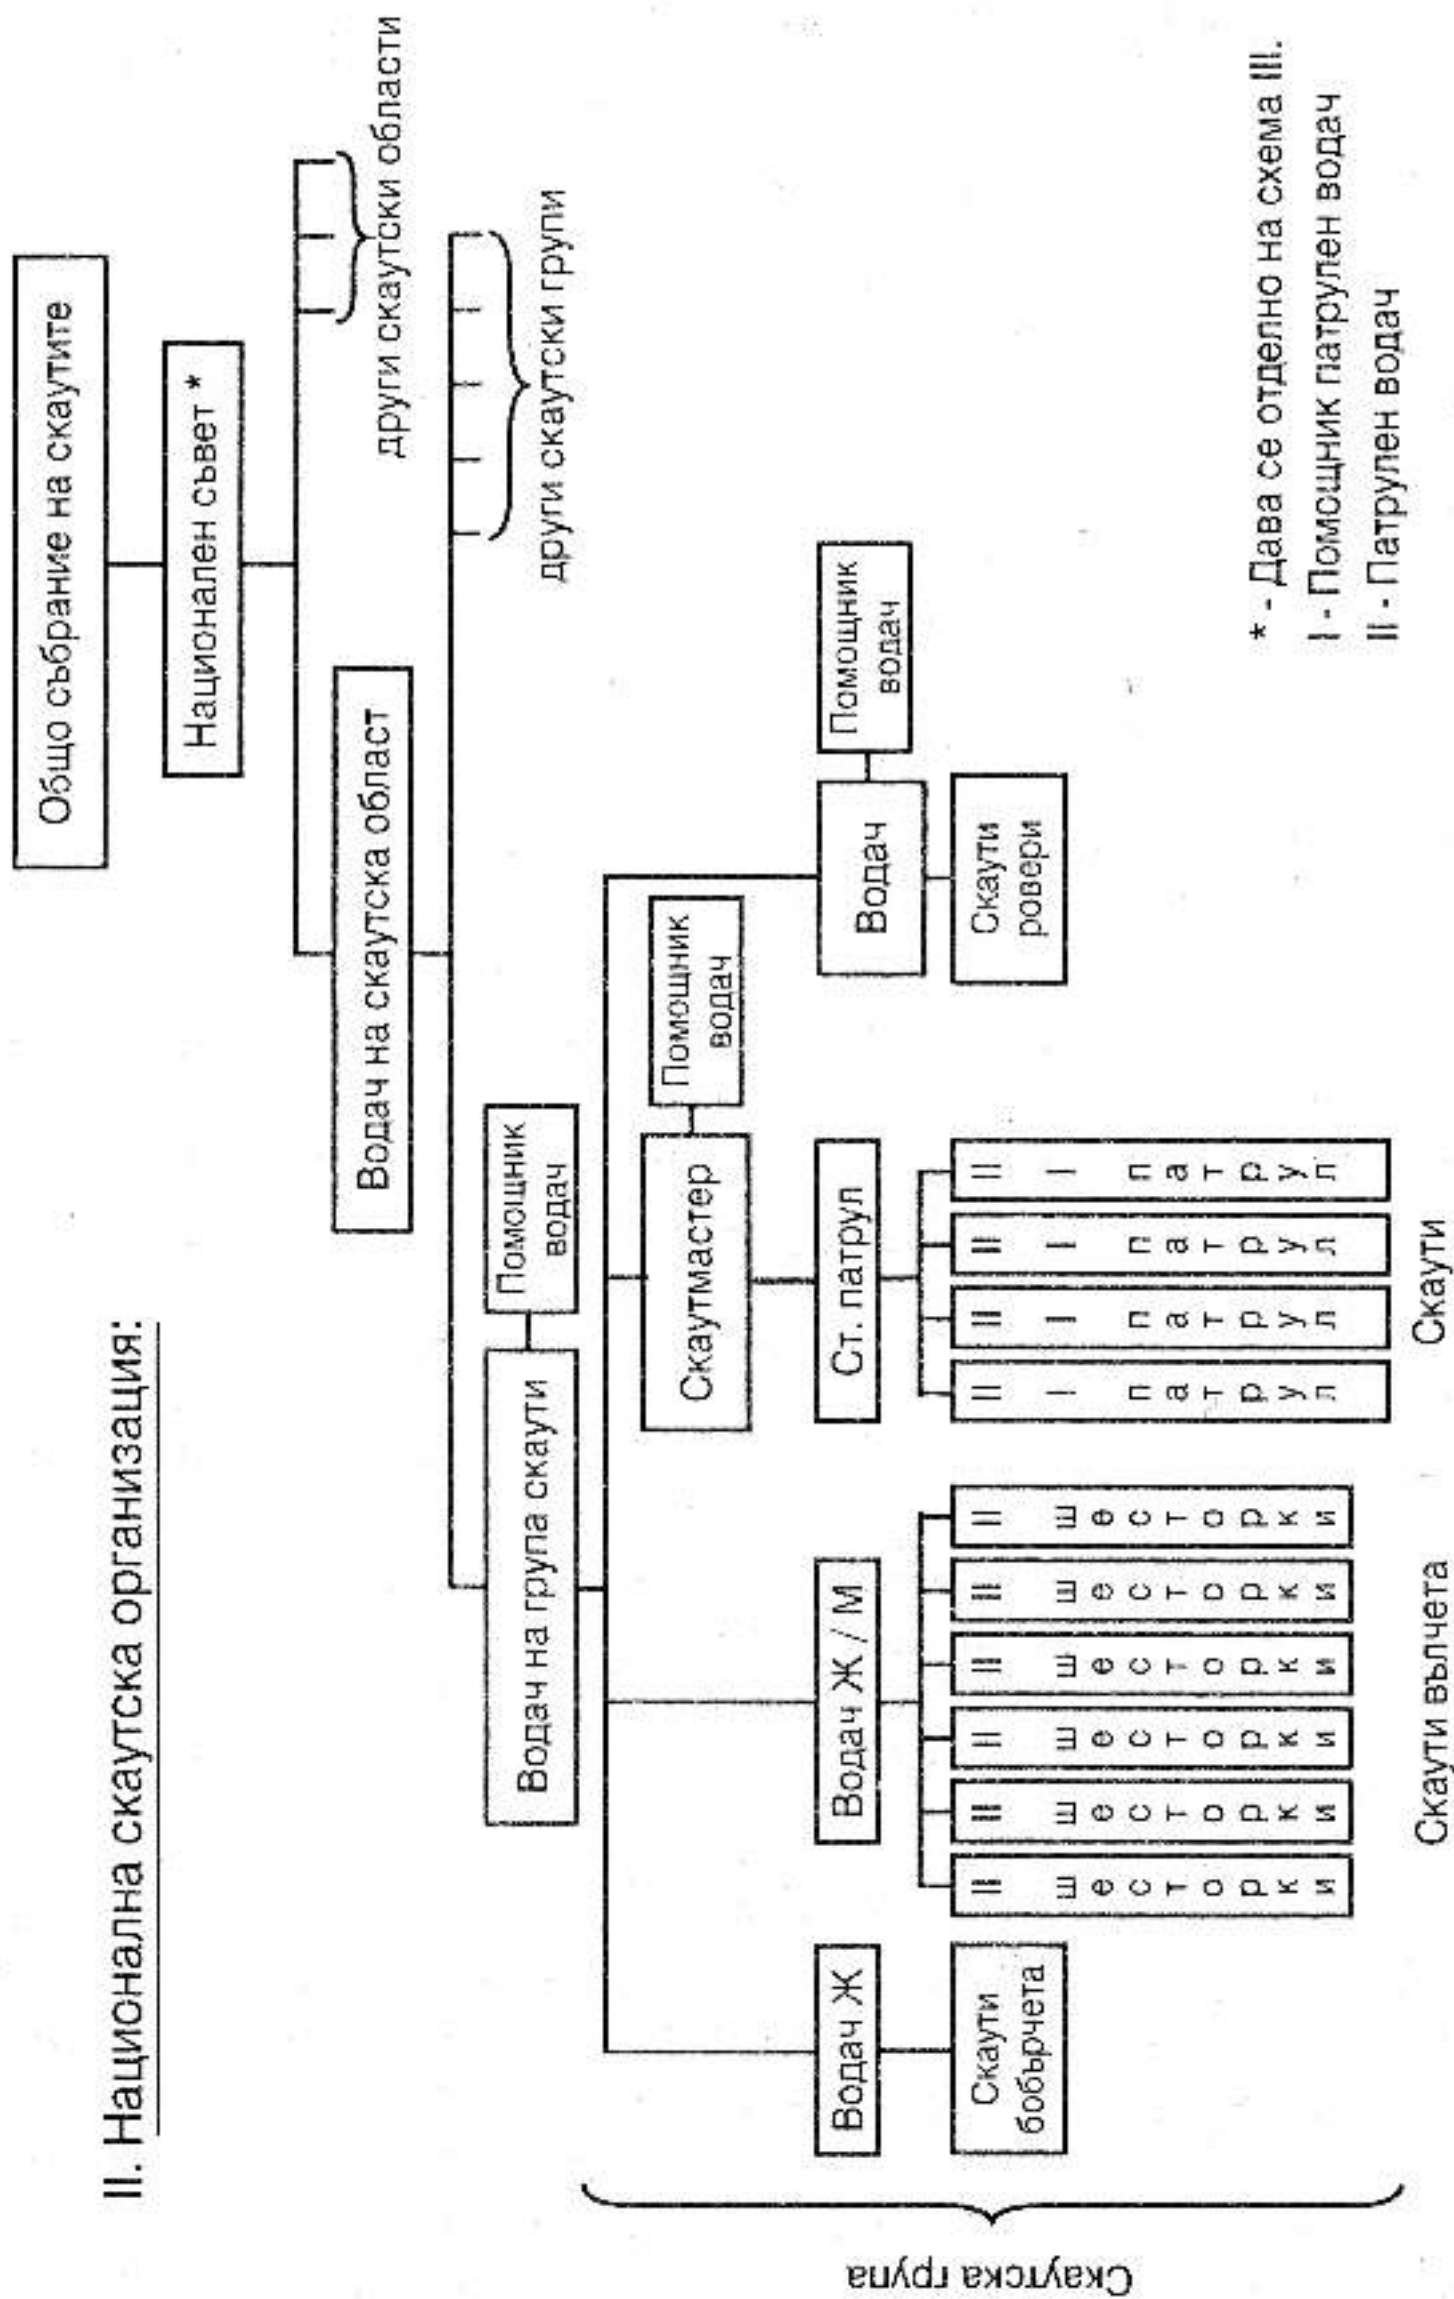 II. Национална скаутска организация:
Общо събрание на скаутите
Национален съвет *
други скаутски области
Водач на скаутска област
други скаутски групи
Водач на група скаути
Помощник
водач
Скаутмастер
Помощник
водач
Водач Ж
Водач Ж / М
Ст. патрул
Водач
Помощник
водач
Скаути
бобърчета
II шесторки
II шесторки
II шесторки
II шесторки
II шесторки
II шесторки
II I патрул
II I патрул
II I патрул
II I патрул
Скаути
ровери
Скаути вълчета
Скаути
Скаутска група
* - Дава се отделно на схема III.
I - Помощник патрулен водач
II - Патрулен водач